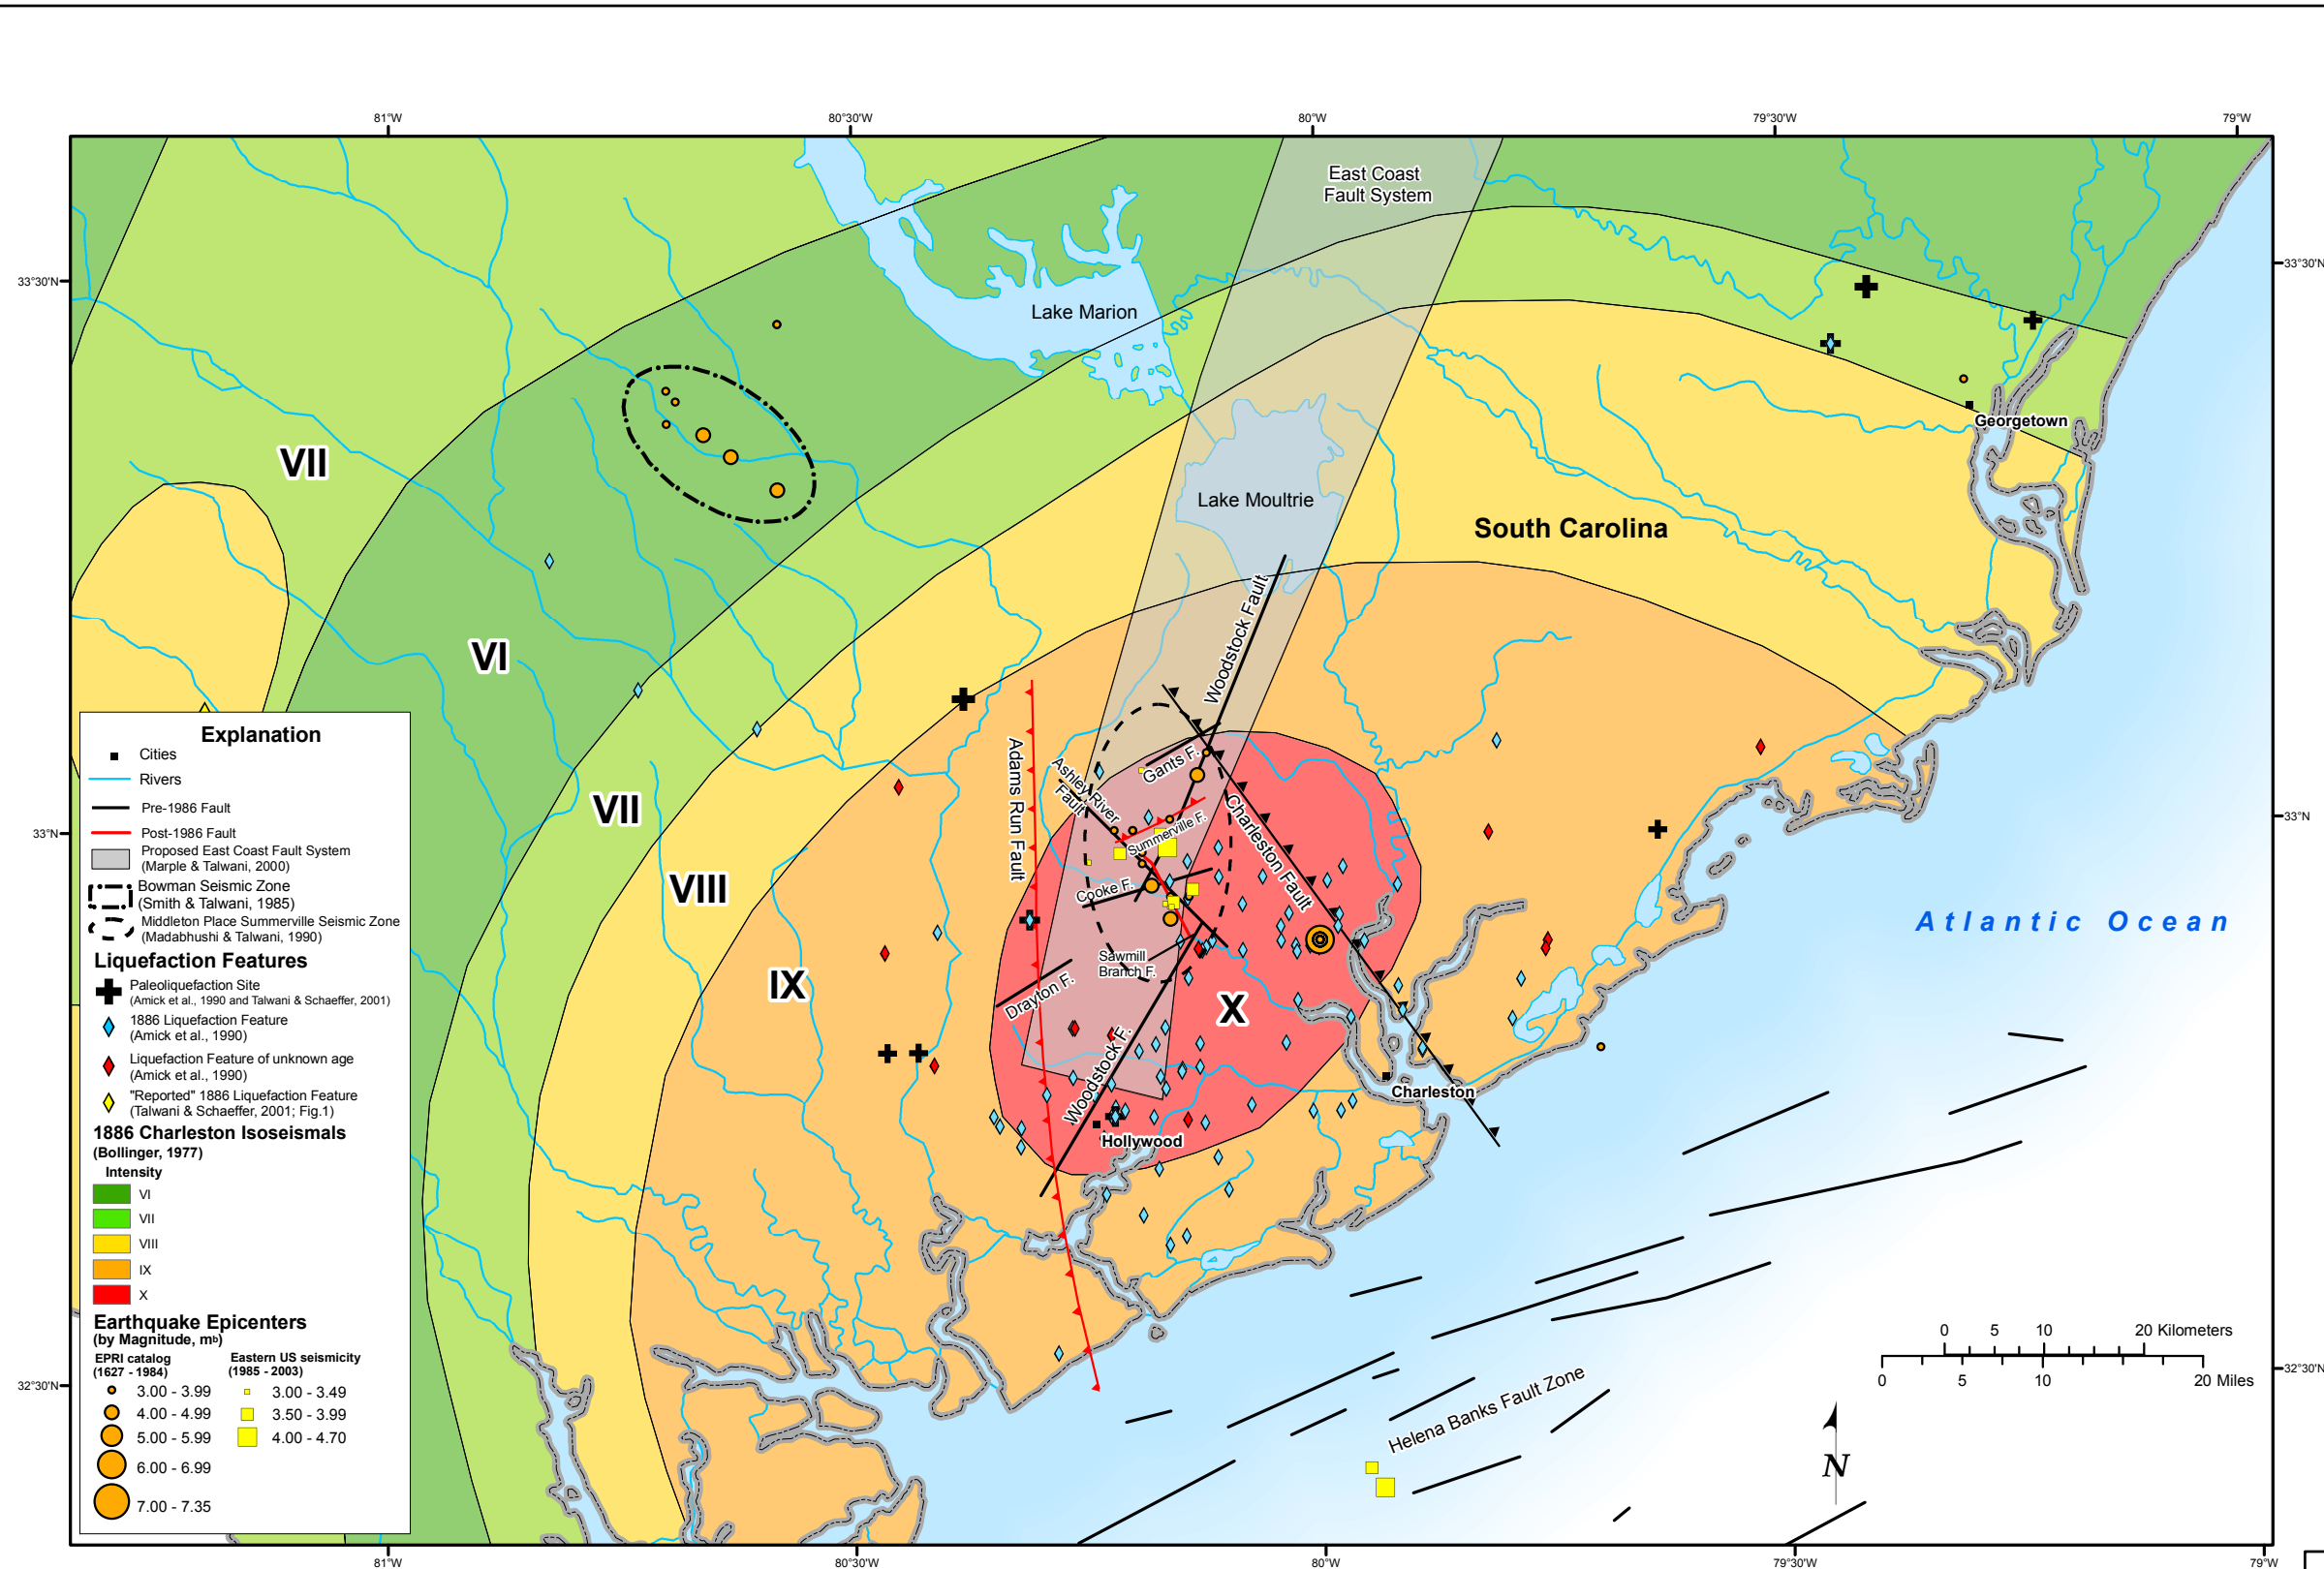 81°W
80°30'W
80°W
79°30'W
79°W
East Coast
Fault System
33°30'N
33°30'N
Lake Marion
Georgetown
VII
Lake Moultrie
South Carolina
Woodstock Fault
VI
Adams Run Fault
Ashley River
Fault
Gants F.
Charleston Fault
Summerville F.
VII
33°N
33°N
VIII
Cooke F.
Atlantic Ocean
Sawmill
Branch F.
IX
Drayton F.
X
Woodstock F.
Charleston
Hollywood
Helena Banks Fault Zone
32°30'N
32°30'N
Explanation
Cities
Rivers
Pre-1986 Fault
Post-1986 Fault
Proposed East Coast Fault System
(Marple & Talwani, 2000)
Bowman Seismic Zone
(Smith & Talwani, 1985)
Middleton Place Summerville Seismic Zone
(Madabhushi & Talwani, 1990)
Liquefaction Features
Paleoliquefaction Site
(Amick et al., 1990 and Talwani & Schaeffer, 2001)
1886 Liquefaction Feature
(Amick et al., 1990)
Liquefaction Feature of unknown age
(Amick et al., 1990)
"Reported" 1886 Liquefaction Feature
(Talwani & Schaeffer, 2001; Fig.1)
1886 Charleston Isoseismals
(Bollinger, 1977)
Intensity
VI
VII
VIII
IX
X
Earthquake Epicenters
(by Magnitude, mb)
EPRI catalog
(1627 - 1984)
3.00 - 3.99
4.00 - 4.99
5.00 - 5.99
6.00 - 6.99
7.00 - 7.35
Eastern US seismicity
(1985 - 2003)
3.00 - 3.49
3.50 - 3.99
4.00 - 4.70
0 5 10 20 Kilometers
0 5 10 20 Miles
N
81°W
80°30'W
80°W
79°30'W
79°W